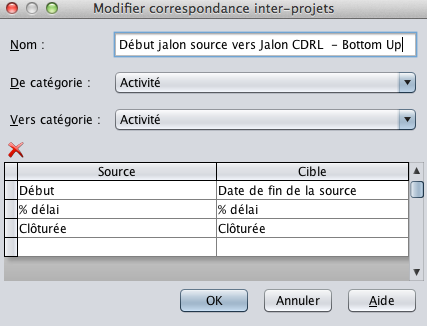 Modifier correspondance inter-projets
Nom : Début jalon source vers Jalon CDRL - Bottom Up
De catégorie : Activité
Vers catégorie : Activité
Source Cible
Début Date de fin de la source
% délai % délai
Clôturée Clôturée
OK Annuler Aide